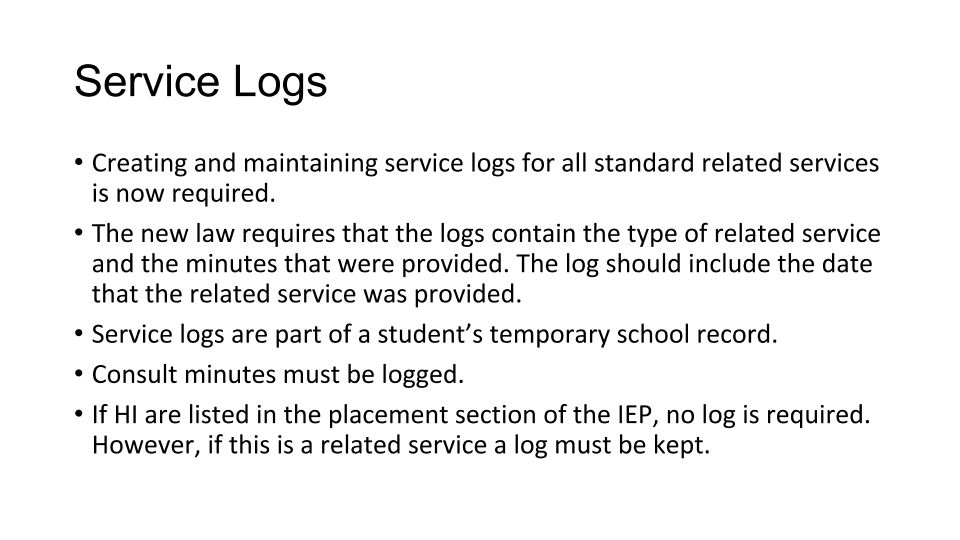 Service Logs
• Creating and maintaining service logs for all standard related services
is now required.
• The new law requires that the logs contain the type of related service
and the minutes that were provided. The log should include the date
that the related service was provided.
• Service logs are part of a student’s temporary school record.
• Consult minutes must be logged.
• If HI are listed in the placement section of the IEP, no log is required.
However, if this is a related service a log must be kept.